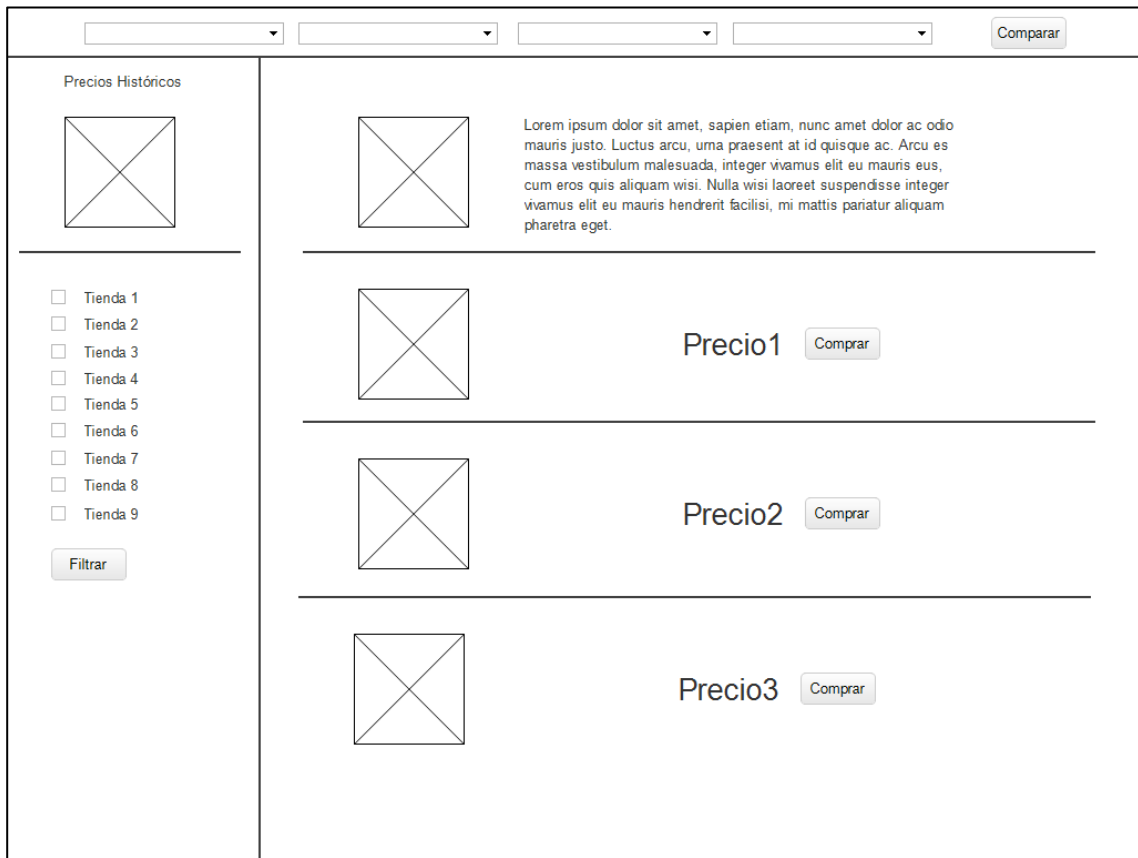 Comparar
Precios Históricos
Lorem ipsum dolor sit amet, sapien etiam, nunc amet dolor ac odio
mauris justo. Luctus arcu, urna praesent at id quisque ac. Arcu es
massa vestibulum malesuada, integer vivamus elit eu mauris eus,
cum eros quis aliquam wisi. Nulla wisi laoreet suspendisse integer
vivamus elit eu mauris hendrerit facilisi, mi mattis pariatur aliquam
pharetra eget.
Tienda 1
Tienda 2
Tienda 3
Tienda 4
Tienda 5
Tienda 6
Tienda 7
Tienda 8
Tienda 9
Filtrar
Precio1 Comprar
Precio2 Comprar
Precio3 Comprar